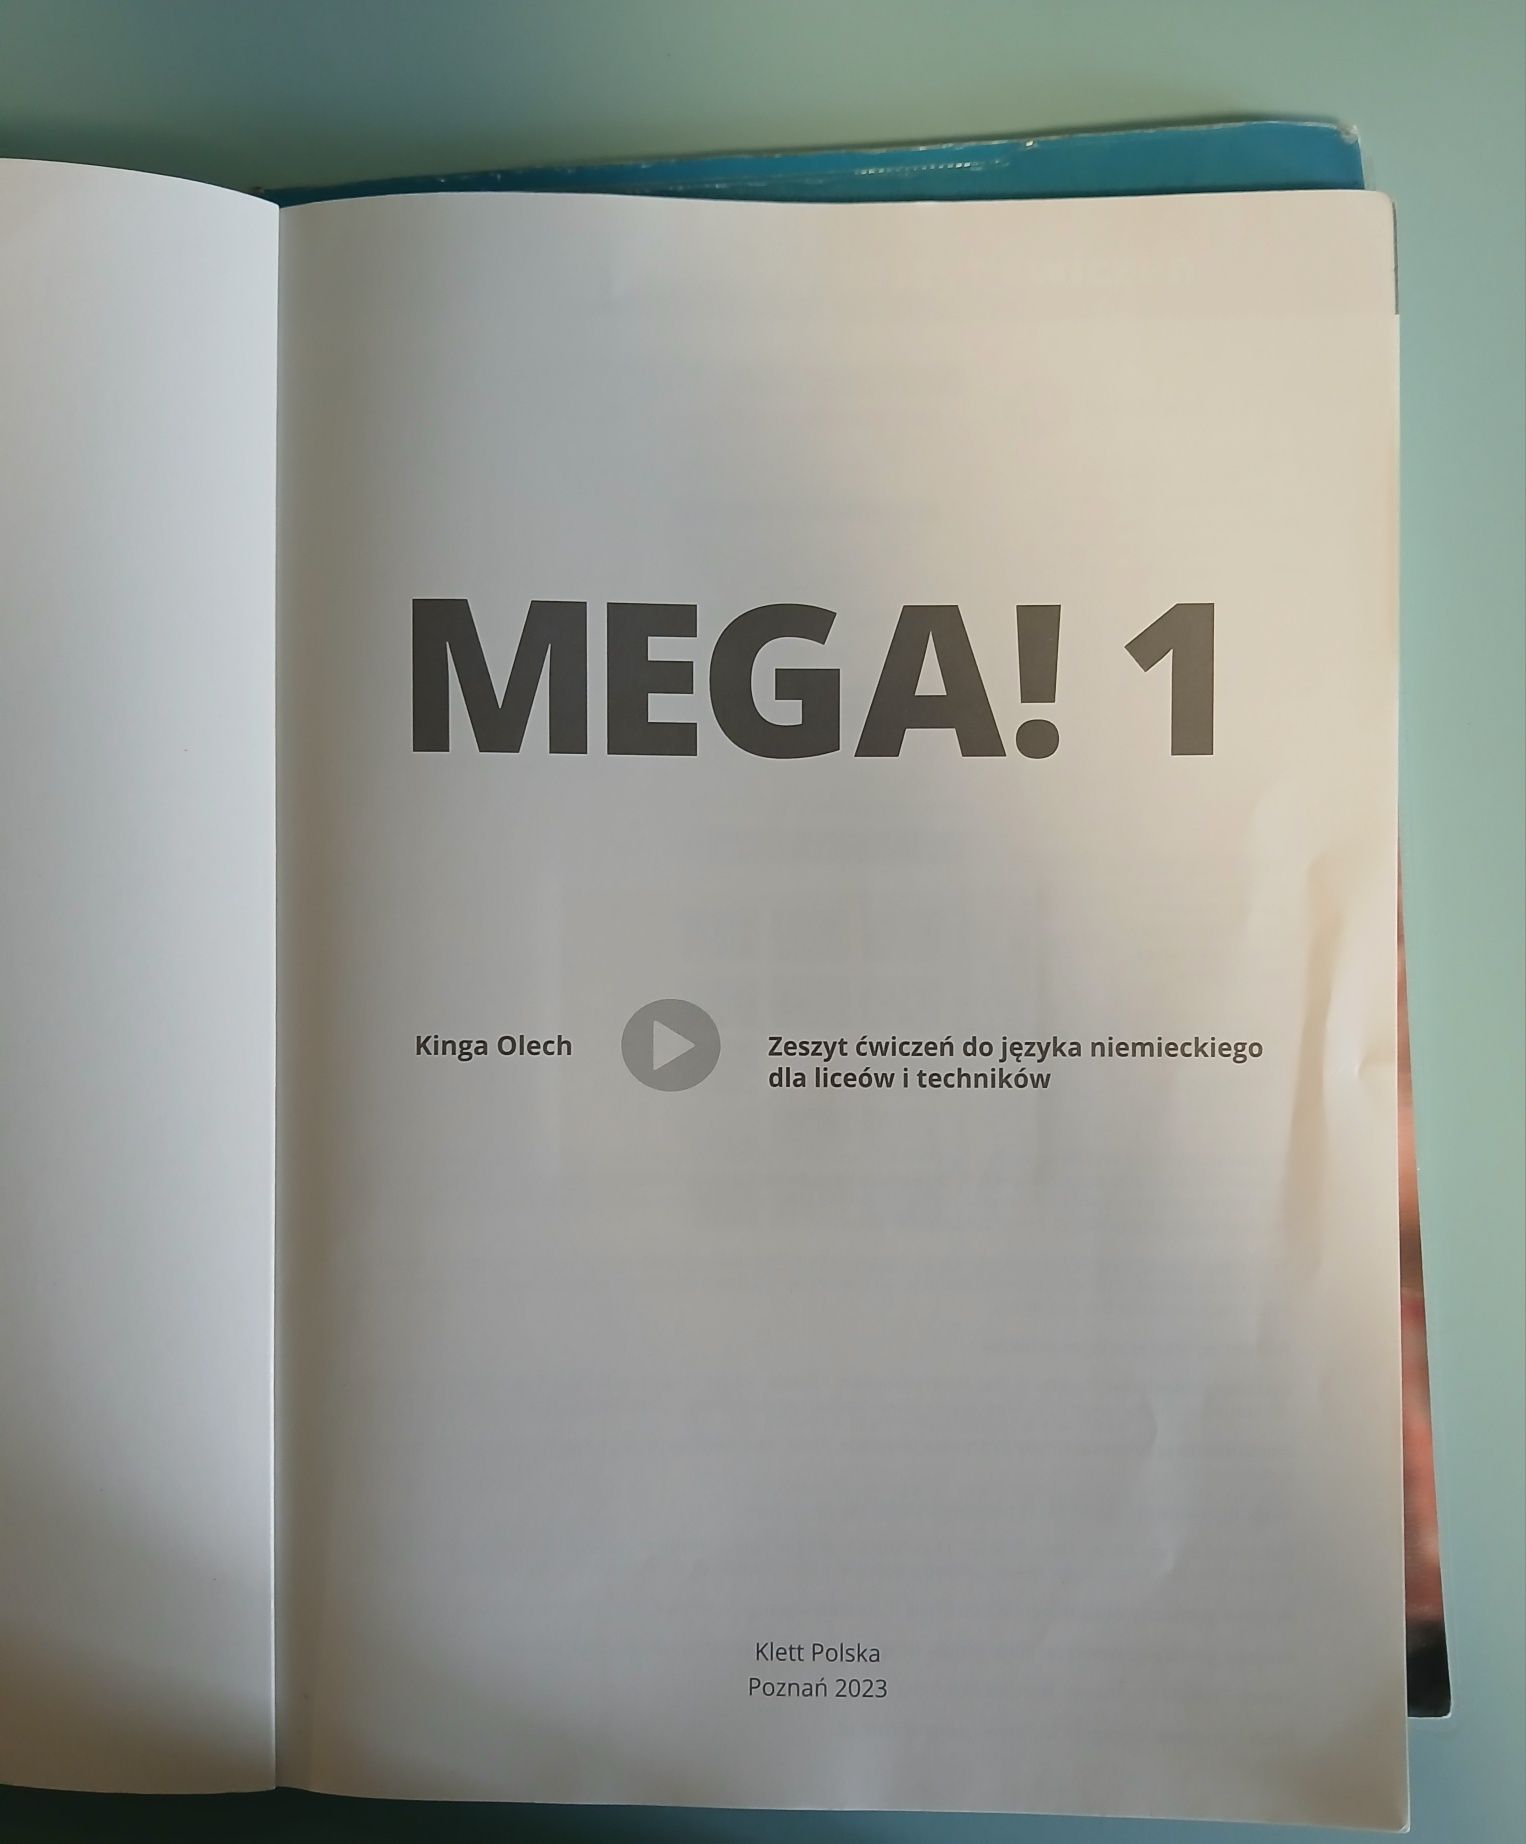 MEGA! 1
Kinga Olech
Zeszyt ćwiczeń do języka niemieckiego
dla liceów i techników
Klett Polska
Poznań 2023